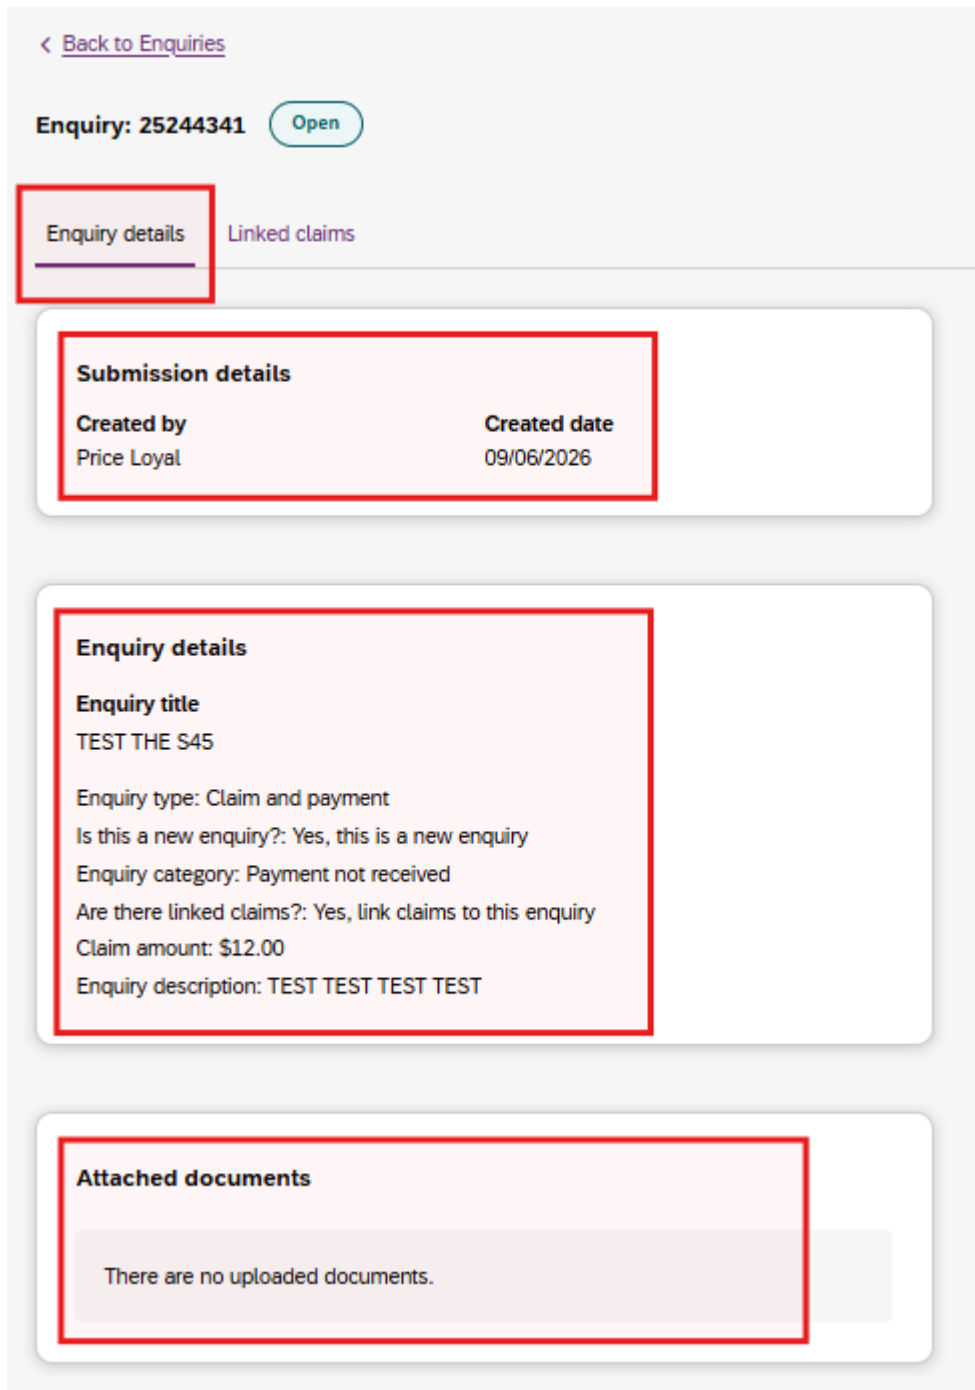 Back to Enquiries
Enquiry: 25244341 Open
Enquiry details Linked claims
Submission details
Created by Created date
Price Loyal 09/06/2026
Enquiry details
Enquiry title
TEST THE S45
Enquiry type: Claim and payment
Is this a new enquiry?: Yes, this is a new enquiry
Enquiry category: Payment not received
Are there linked claims?: Yes, link claims to this enquiry
Claim amount: $12.00
Enquiry description: TEST TEST TEST TEST
Attached documents
There are no uploaded documents.